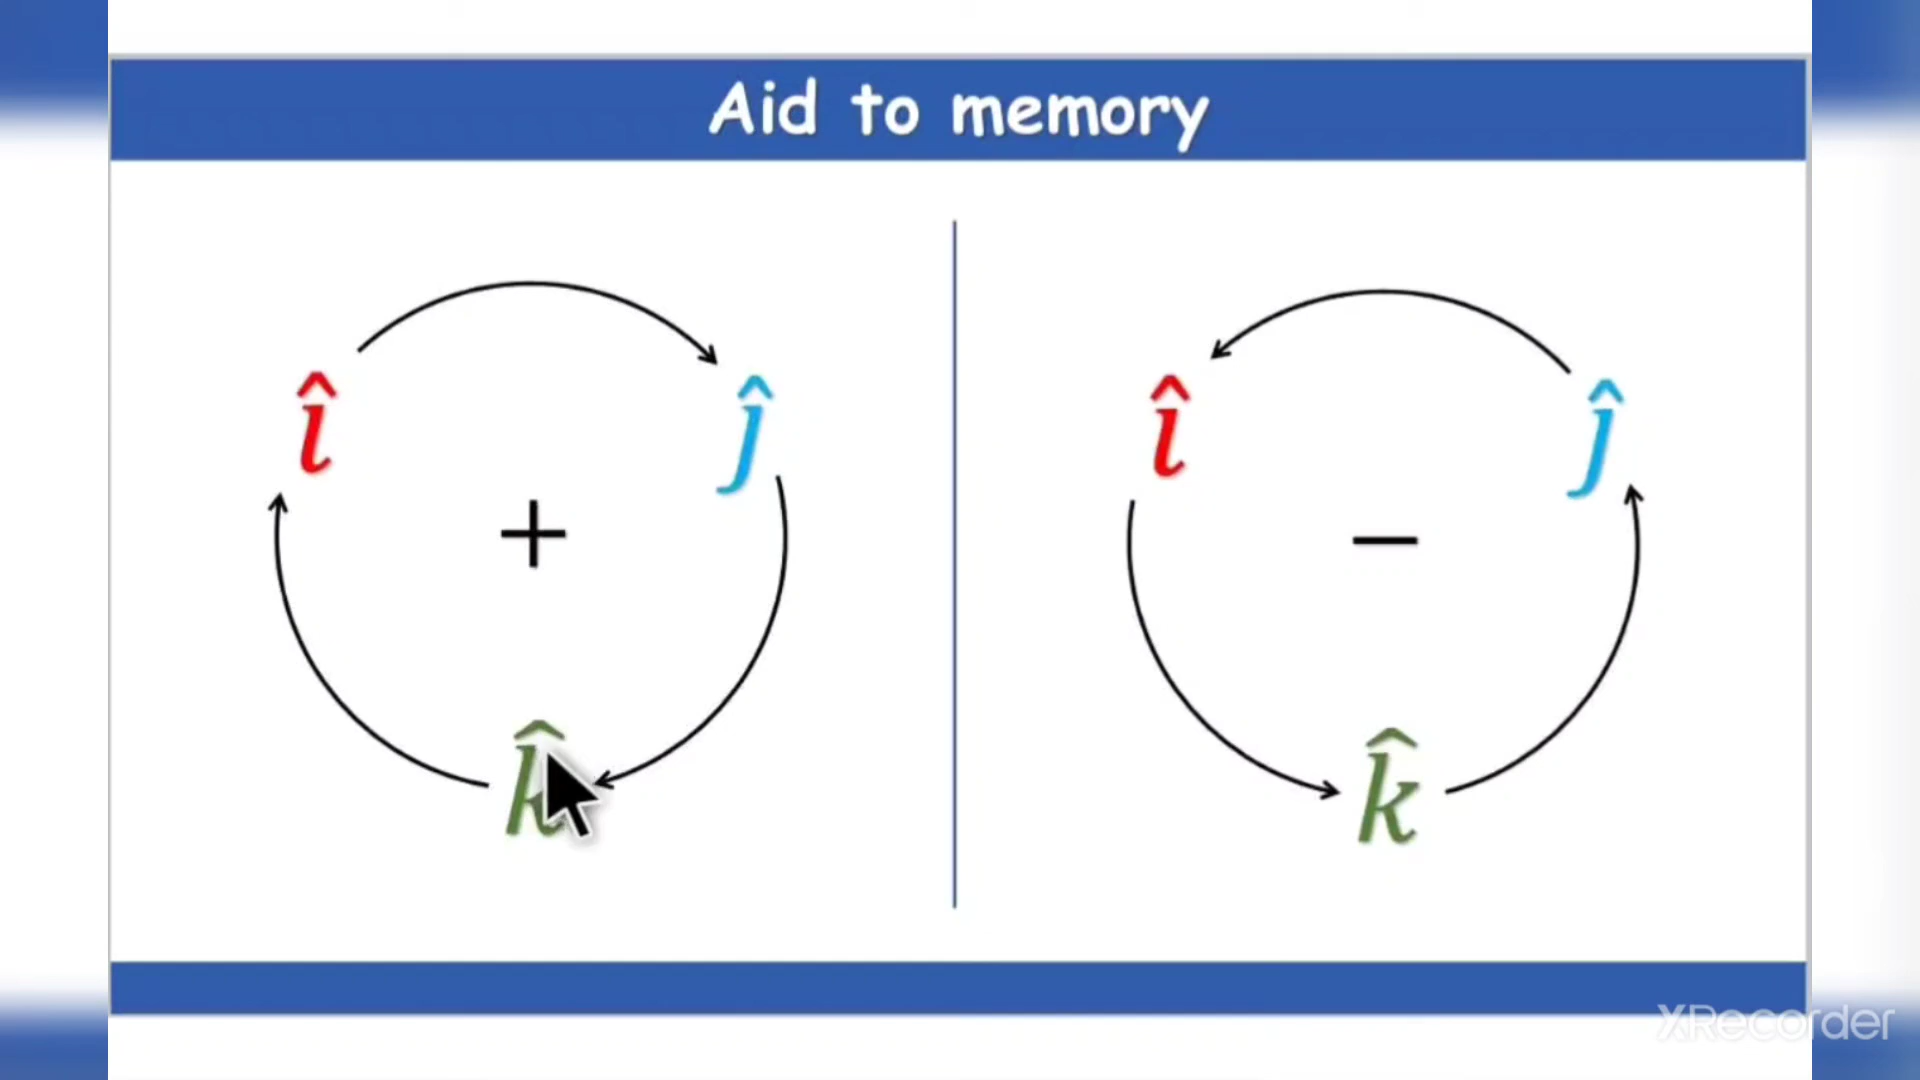 Aid to memory
î ĵ
+
k̂
î ĵ
−
k̂
XRecorder